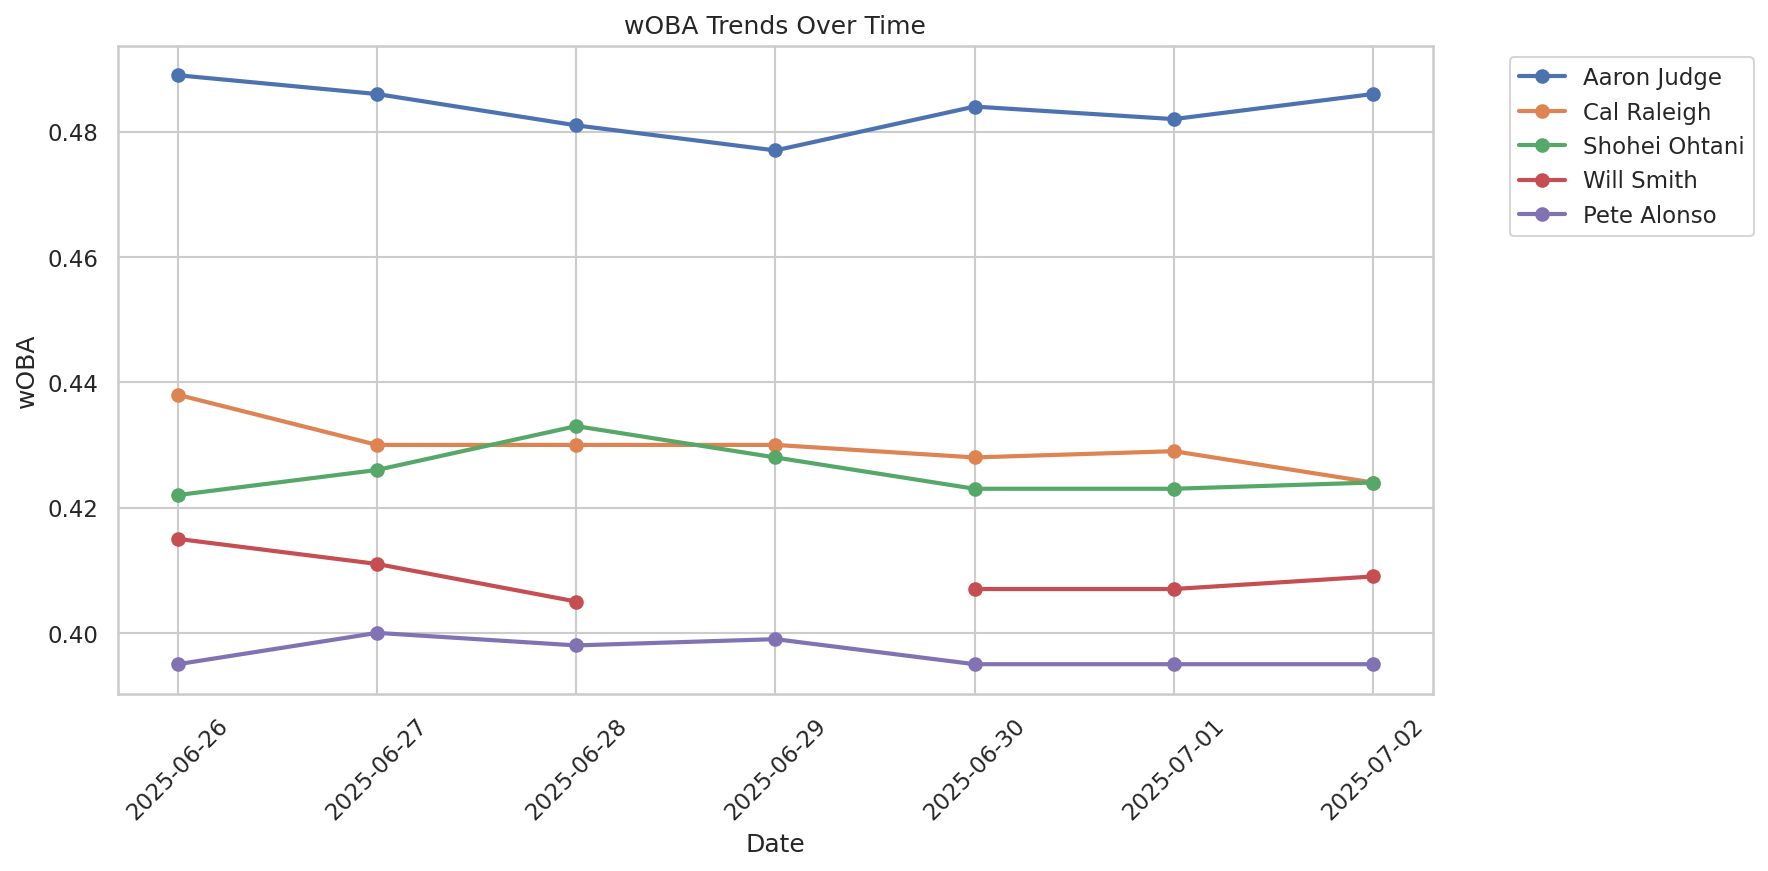 wOBA Trends Over Time
Aaron Judge
Cal Raleigh
Shohei Ohtani
Will Smith
Pete Alonso
wOBA
0.48
0.46
0.44
0.42
0.40
2025-06-26
2025-06-27
2025-06-28
2025-06-29
2025-06-30
2025-07-01
2025-07-02
Date